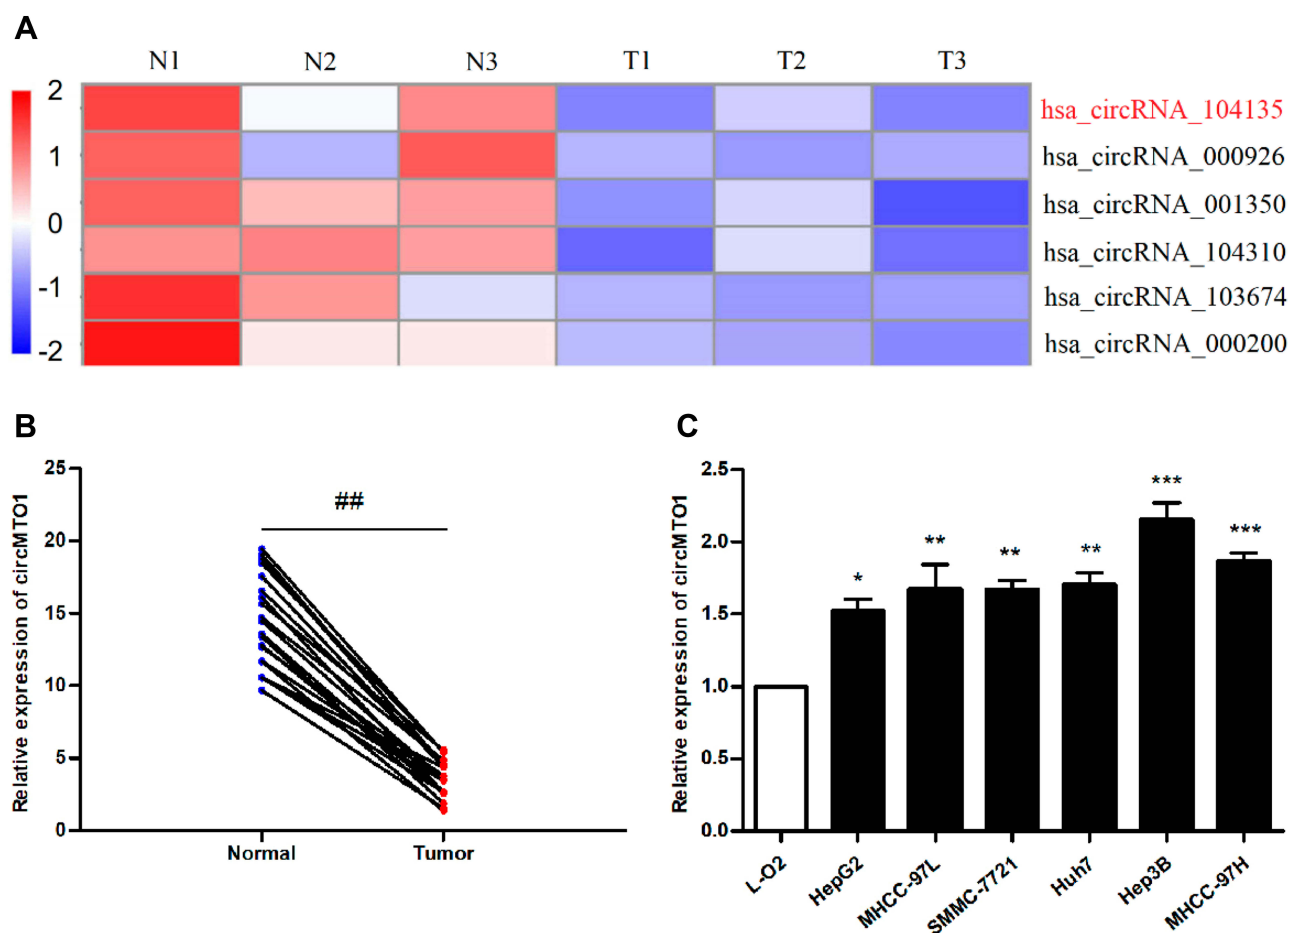 A
N1 N2 N3 T1 T2 T3
2
1
0
-1
-2
hsa_circRNA_104135
hsa_circRNA_000926
hsa_circRNA_001350
hsa_circRNA_104310
hsa_circRNA_103674
hsa_circRNA_000200
B
Relative expression of circMTO1
25
20
15
10
5
0
##
Normal Tumor
C
Relative expression of circMTO1
2.5
2.0
1.5
1.0
0.5
0.0
* ** ** ** *** ***
L-O2
HepG2
MHCC-97L
SMMC-7721
Huh7
Hep3B
MHCC-97H